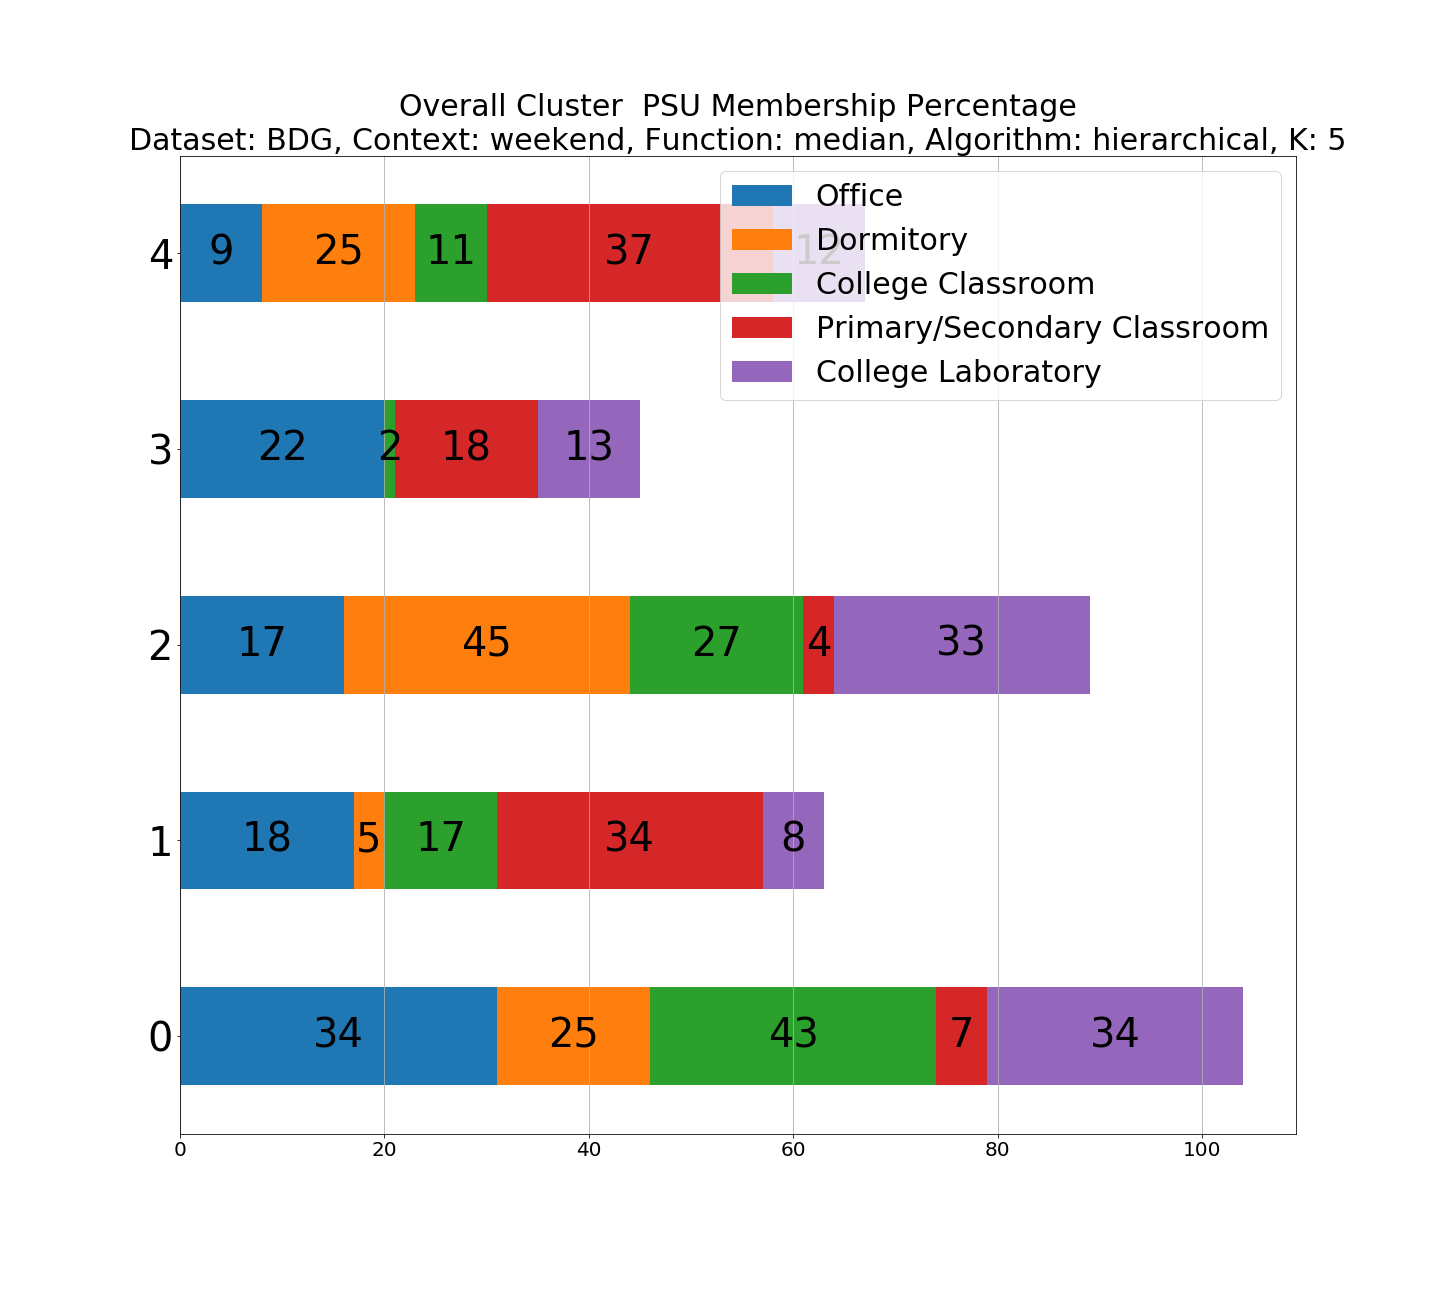 Overall Cluster  PSU Membership Percentage
Dataset: BDG, Context: weekend, Function: median, Algorithm: hierarchical, K: 5
Office
Dormitory
College Classroom
Primary/Secondary Classroom
College Laboratory
4 9 25 11 37 12
3 22 2 18 13
2 17 45 27 4 33
1 18 5 17 34 8
0 34 25 43 7 34
0 20 40 60 80 100